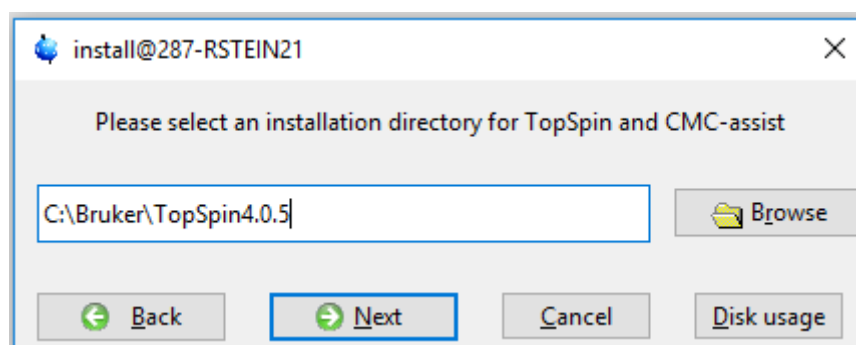 install@287-RSTEIN21
Please select an installation directory for TopSpin and CMC-assist
C:\Bruker\TopSpin4.0.5
Browse
Back
Next
Cancel
Disk usage